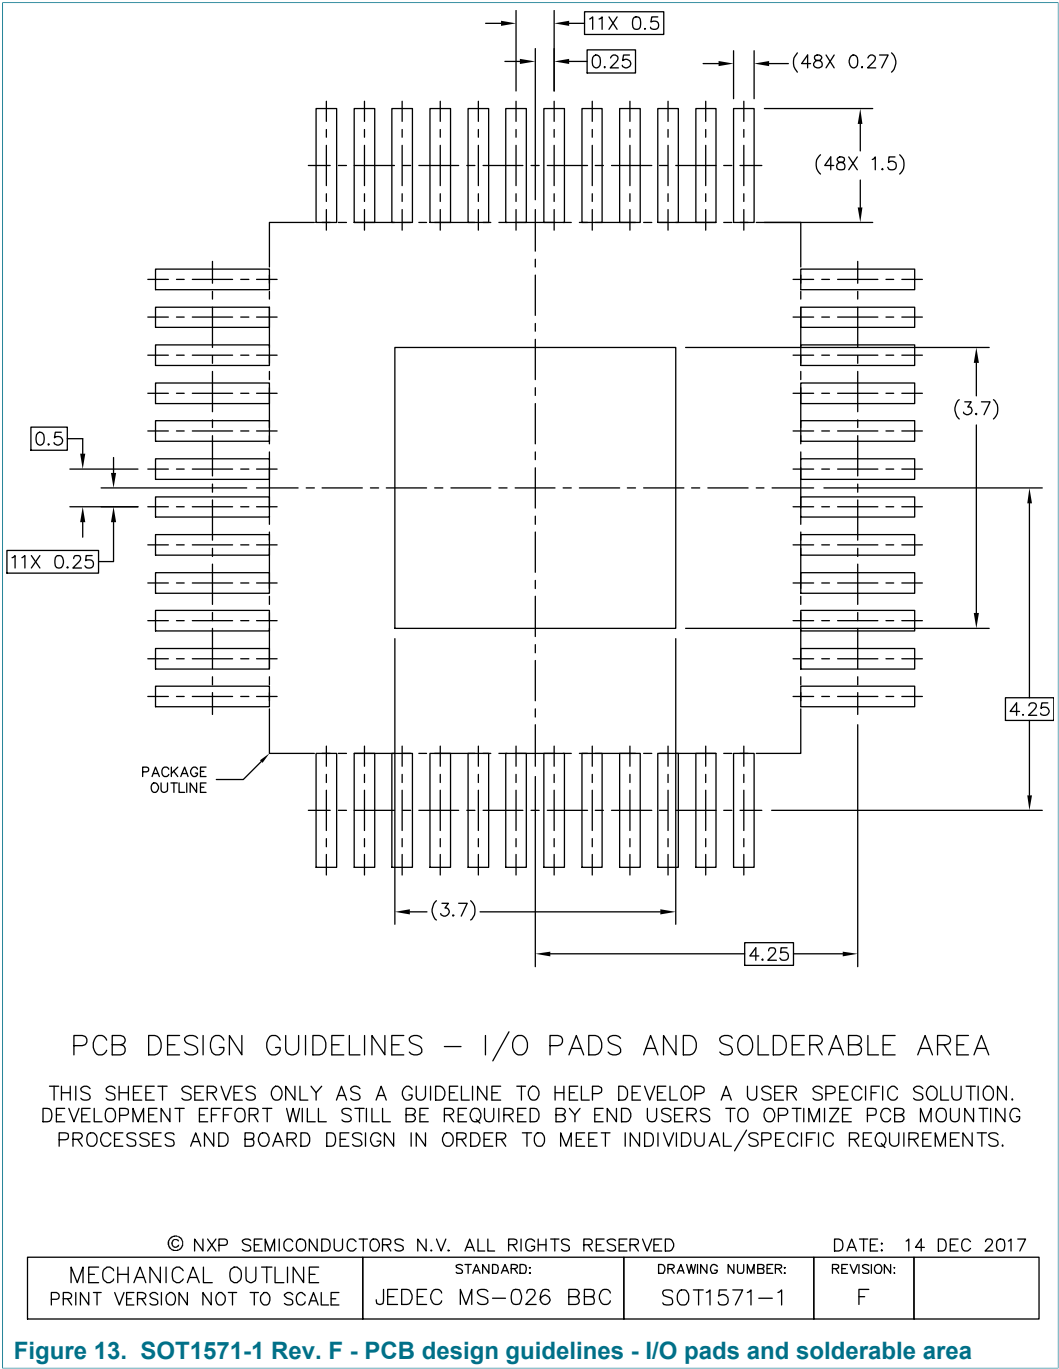 11X 0.5
0.25
(48X 0.27)
(48X 1.5)
(3.7)
0.5
11X 0.25
4.25
PACKAGE
OUTLINE
(3.7)
4.25
PCB DESIGN GUIDELINES – I/O PADS AND SOLDERABLE AREA
THIS SHEET SERVES ONLY AS A GUIDELINE TO HELP DEVELOP A USER SPECIFIC SOLUTION.
DEVELOPMENT EFFORT WILL STILL BE REQUIRED BY END USERS TO OPTIMIZE PCB MOUNTING
PROCESSES AND BOARD DESIGN IN ORDER TO MEET INDIVIDUAL/SPECIFIC REQUIREMENTS.
© NXP SEMICONDUCTORS N.V. ALL RIGHTS RESERVED
DATE: 14 DEC 2017
MECHANICAL OUTLINE
PRINT VERSION NOT TO SCALE
STANDARD:
JEDEC MS–026 BBC
DRAWING NUMBER:
SOT1571–1
REVISION:
F
Figure 13. SOT1571-1 Rev. F - PCB design guidelines - I/O pads and solderable area